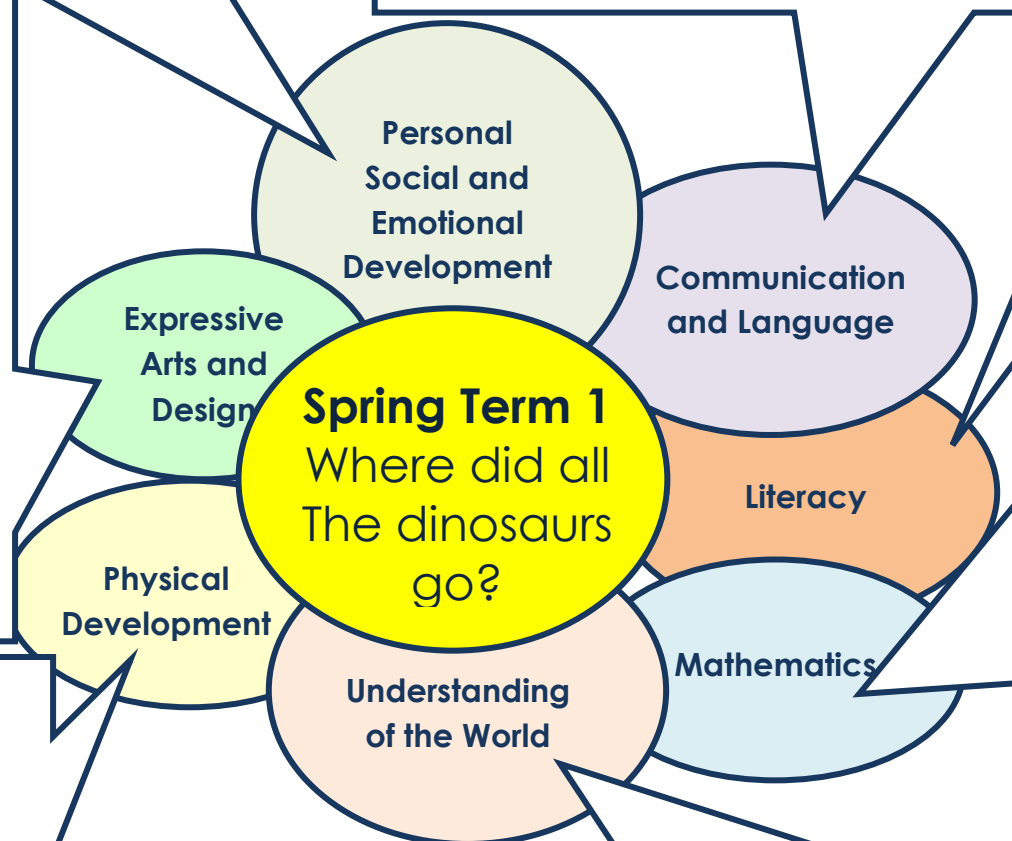 Personal
Social and
Emotional
Development
Communication
and Language
Expressive
Arts and
Design
Spring Term 1
Where did all
The dinosaurs
go?
Literacy
Physical
Development
Mathematics
Understanding
of the World